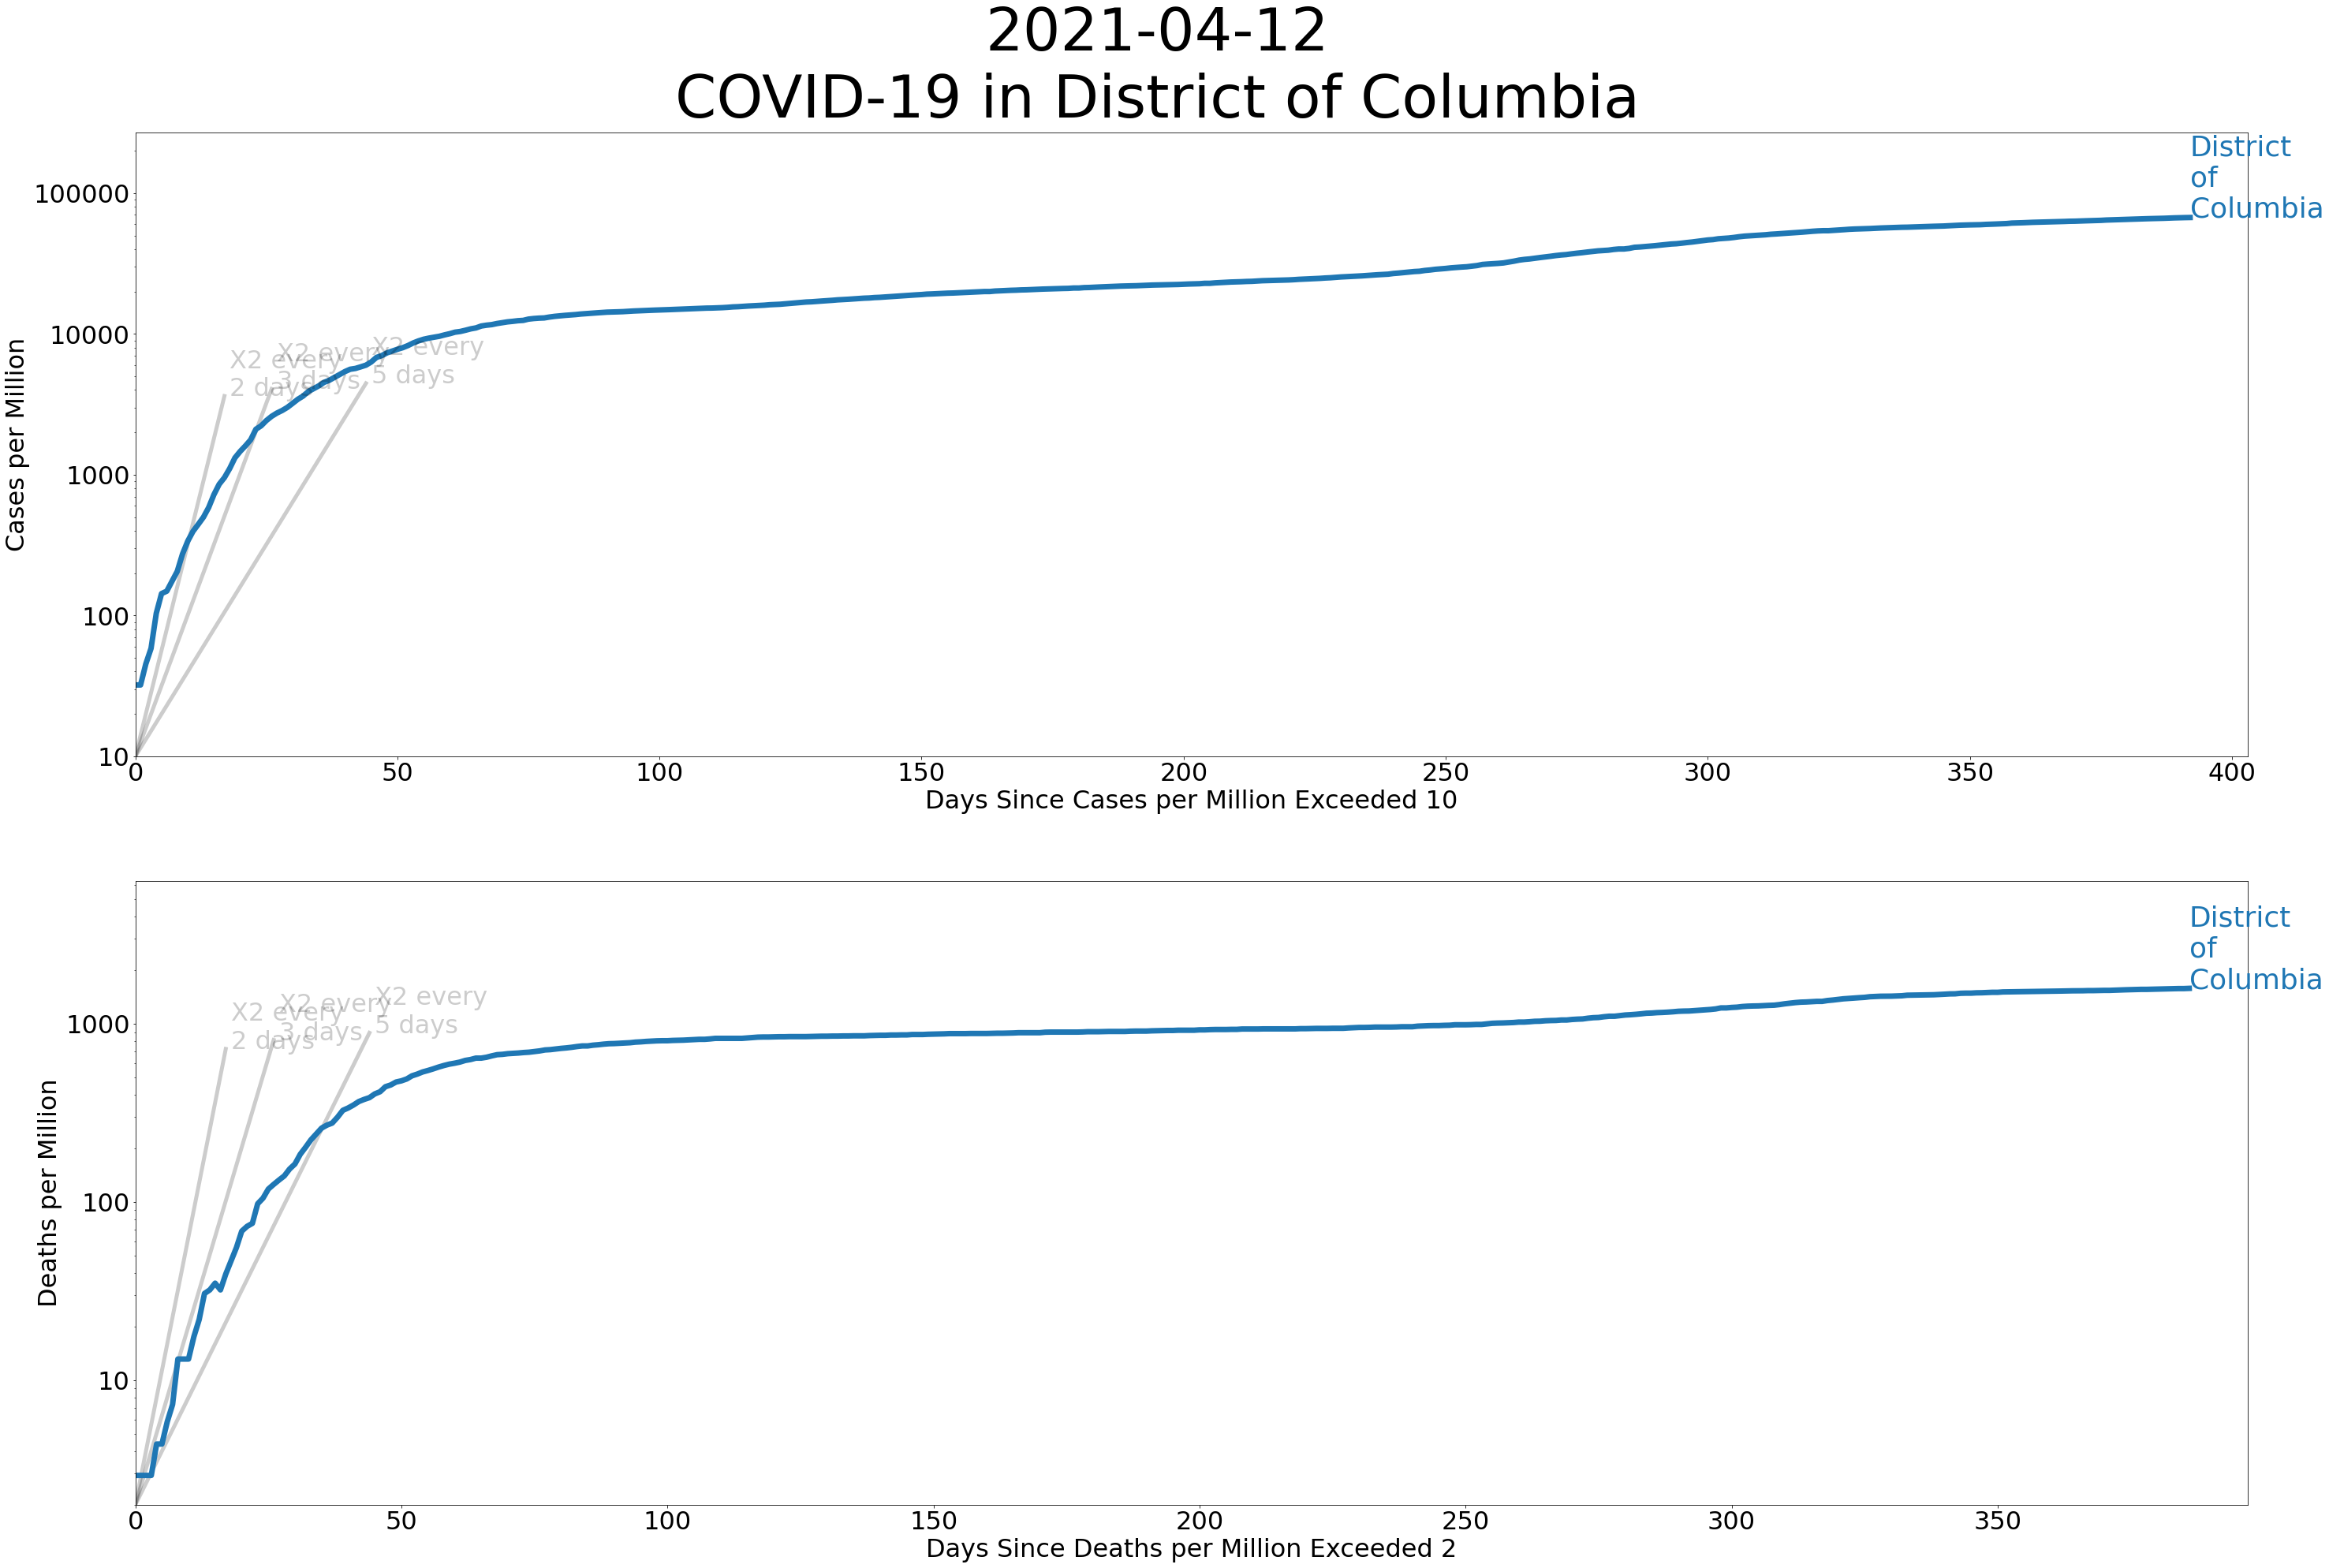 2021-04-12
COVID-19 in District of Columbia
District
of
Columbia
100000
10000
1000
100
10
Cases per Million
X2 every
2 days
X2 every
3 days
X2 every
5 days
0
50
100
150
200
250
300
350
400
Days Since Cases per Million Exceeded 10
District
of
Columbia
1000
100
10
Deaths per Million
X2 every
2 days
X2 every
3 days
X2 every
5 days
0
50
100
150
200
250
300
350
Days Since Deaths per Million Exceeded 2